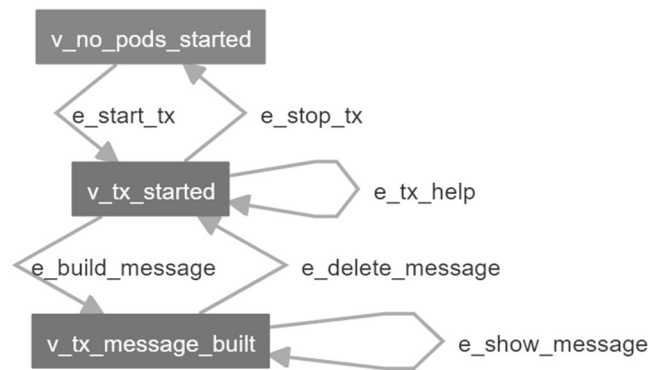 v_no_pods_started
e_start_tx
e_stop_tx
v_tx_started
e_tx_help
e_build_message
e_delete_message
v_tx_message_built
e_show_message